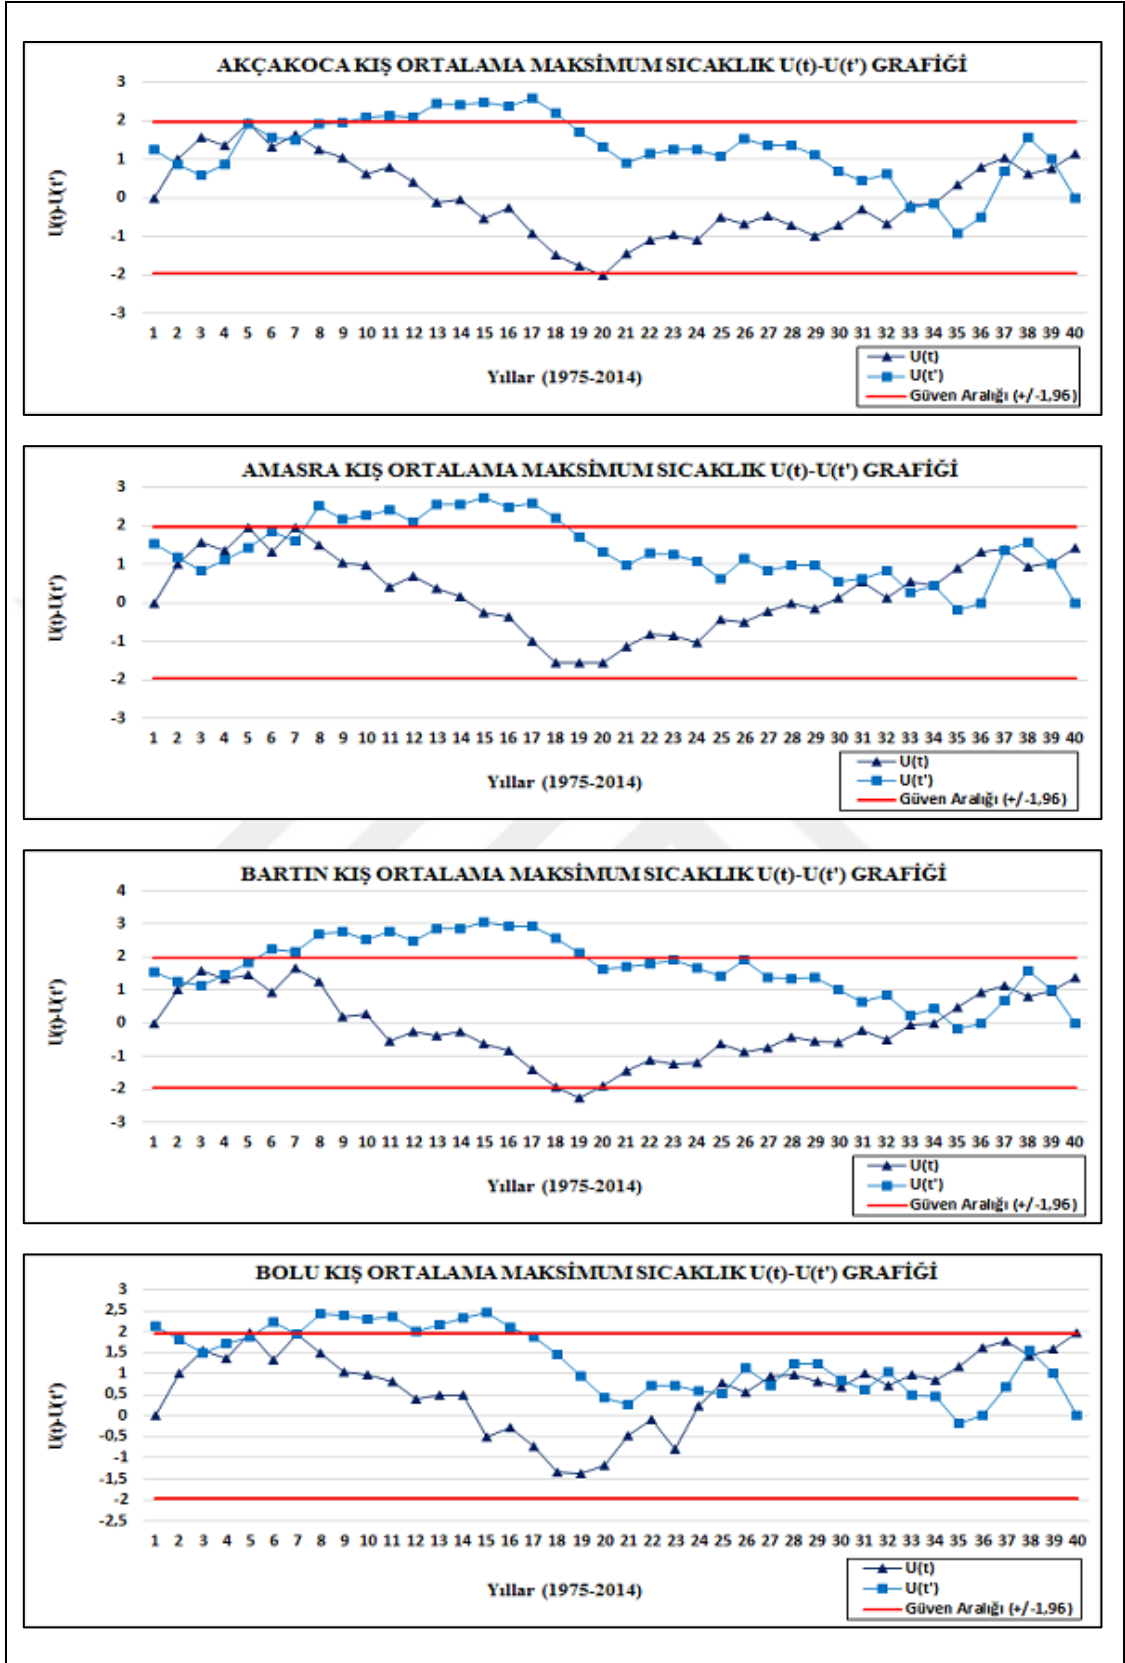 AKÇAKOCA KIŞ ORTALAMA MAKSİMUM SICAKLIK U(t)-U(t') GRAFİĞİ
3
2
1
0
-1
-2
-3
U(t)-U(t')
1 2 3 4 5 6 7 8 9 10 11 12 13 14 15 16 17 18 19 20 21 22 23 24 25 26 27 28 29 30 31 32 33 34 35 36 37 38 39 40
Yıllar (1975-2014)
U(t)
U(t')
Güven Aralığı (+/-1,96)
AMASRA KIŞ ORTALAMA MAKSİMUM SICAKLIK U(t)-U(t') GRAFİĞİ
3
2
1
0
-1
-2
-3
U(t)-U(t')
1 2 3 4 5 6 7 8 9 10 11 12 13 14 15 16 17 18 19 20 21 22 23 24 25 26 27 28 29 30 31 32 33 34 35 36 37 38 39 40
Yıllar (1975-2014)
U(t)
U(t')
Güven Aralığı (+/-1,96)
BARTIN KIŞ ORTALAMA MAKSİMUM SICAKLIK U(t)-U(t') GRAFİĞİ
4
3
2
1
0
-1
-2
-3
U(t)-U(t')
1 2 3 4 5 6 7 8 9 10 11 12 13 14 15 16 17 18 19 20 21 22 23 24 25 26 27 28 29 30 31 32 33 34 35 36 37 38 39 40
Yıllar (1975-2014)
U(t)
U(t')
Güven Aralığı (+/-1,96)
BOLU KIŞ ORTALAMA MAKSİMUM SICAKLIK U(t)-U(t') GRAFİĞİ
3
2,5
2
1,5
1
0,5
0
-0,5
-1
-1,5
-2
-2,5
U(t)-U(t')
1 2 3 4 5 6 7 8 9 10 11 12 13 14 15 16 17 18 19 20 21 22 23 24 25 26 27 28 29 30 31 32 33 34 35 36 37 38 39 40
Yıllar (1975-2014)
U(t)
U(t')
Güven Aralığı (+/-1,96)